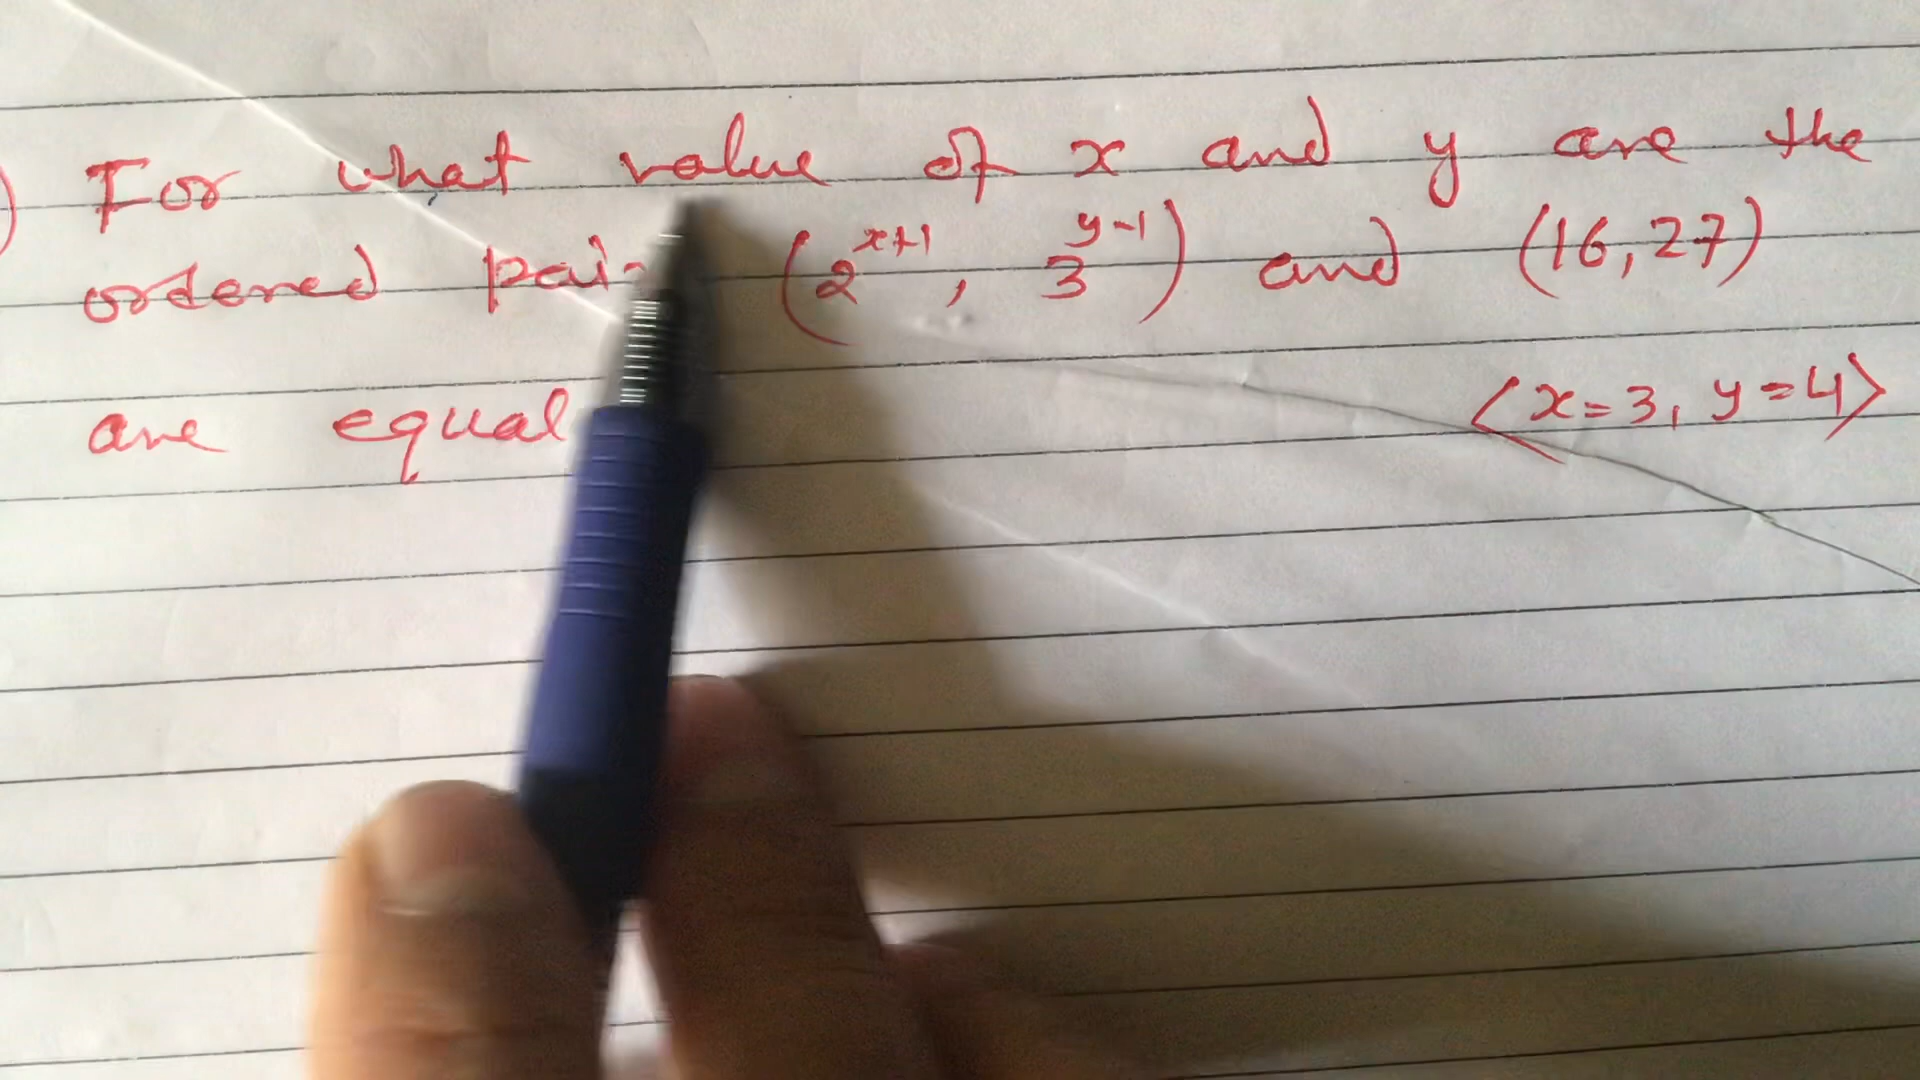 ) For what value of x and y are the
ordered pair (2^{x+1}, 3^{y-1}) and (16,27)
are equal
<x=3, y=4>